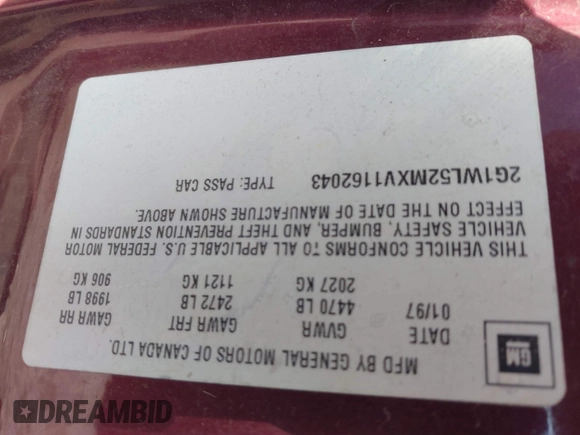 MFD BY GENERAL MOTORS OF CANADA LTD.
GM
DATE GVWR GAWR FRT GAWR RR
01/97 4470 LB 2472 LB 1998 LB
2027 KG 1121 KG 906 KG
THIS VEHICLE CONFORMS TO ALL APPLICABLE U.S. FEDERAL MOTOR
VEHICLE SAFETY, BUMPER, AND THEFT PREVENTION STANDARDS IN
EFFECT ON THE DATE OF MANUFACTURE SHOWN ABOVE.
2G1WL52MXV1162043 TYPE: PASS CAR
DREAMBID